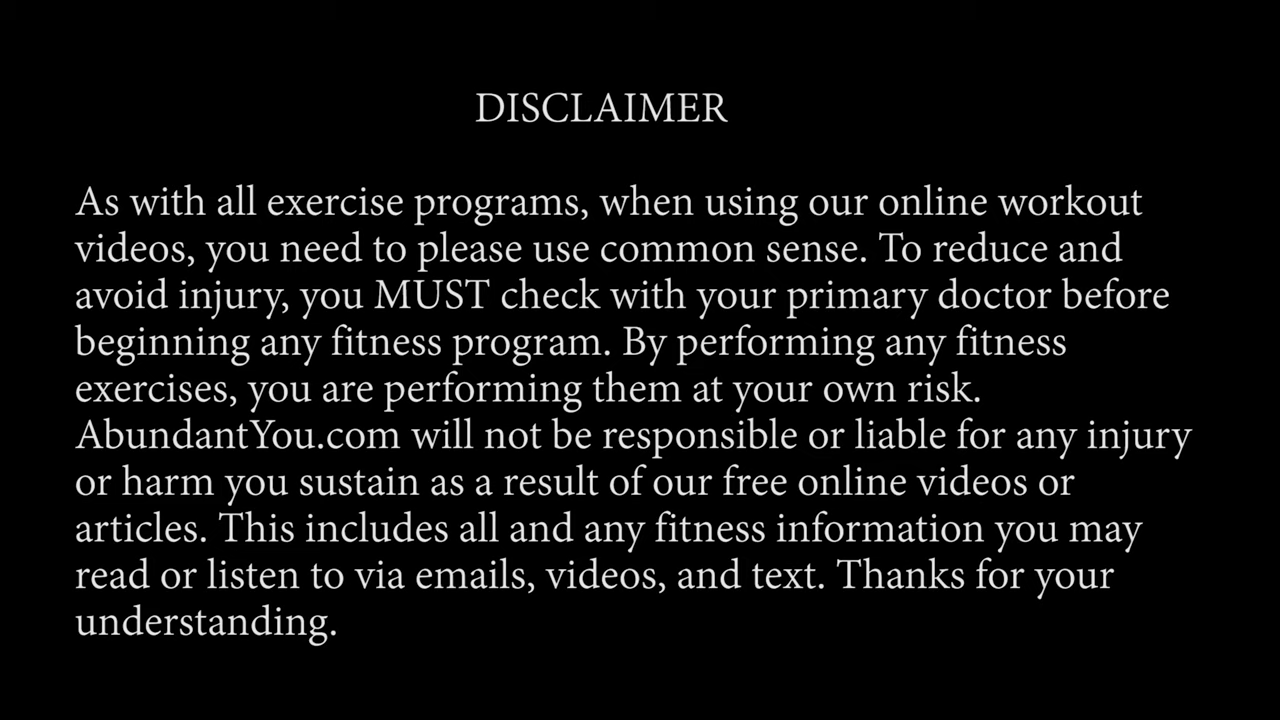 DISCLAIMER
As with all exercise programs, when using our online workout
videos, you need to please use common sense. To reduce and
avoid injury, you MUST check with your primary doctor before
beginning any fitness program. By performing any fitness
exercises, you are performing them at your own risk.
AbundantYou.com will not be responsible or liable for any injury
or harm you sustain as a result of our free online videos or
articles. This includes all and any fitness information you may
read or listen to via emails, videos, and text. Thanks for your
understanding.